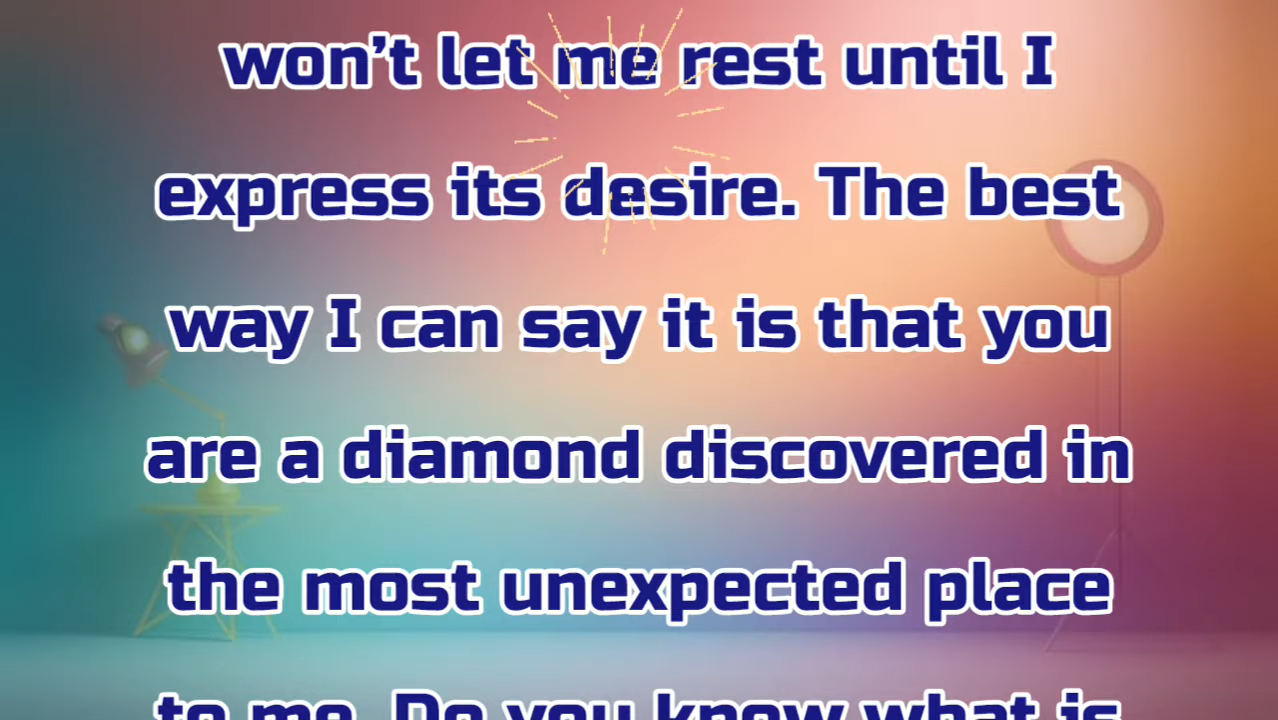 won’t let me rest until I
express its desire. The best
way I can say it is that you
are a diamond discovered in
the most unexpected place
to me. Do you know what is